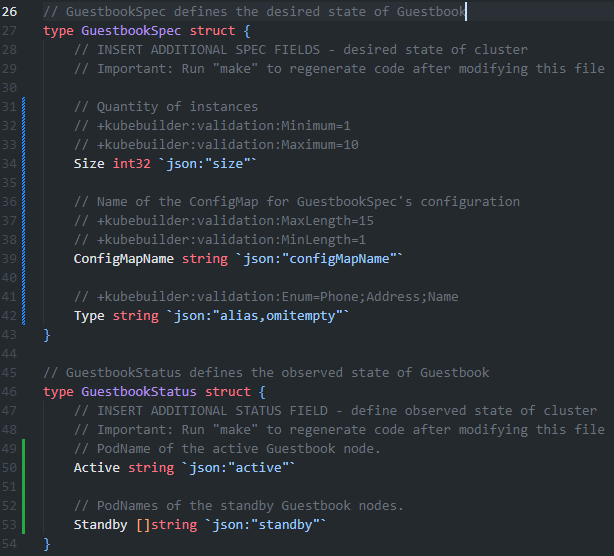 26 // GuestbookSpec defines the desired state of Guestbook
27 type GuestbookSpec struct {
28     // INSERT ADDITIONAL SPEC FIELDS - desired state of cluster
29     // Important: Run "make" to regenerate code after modifying this file
30
31     // Quantity of instances
32     // +kubebuilder:validation:Minimum=1
33     // +kubebuilder:validation:Maximum=10
34     Size int32 `json:"size"`
35
36     // Name of the ConfigMap for GuestbookSpec's configuration
37     // +kubebuilder:validation:MaxLength=15
38     // +kubebuilder:validation:MinLength=1
39     ConfigMapName string `json:"configMapName"`
40
41     // +kubebuilder:validation:Enum=Phone;Address;Name
42     Type string `json:"alias,omitempty"`
43 }
44
45 // GuestbookStatus defines the observed state of Guestbook
46 type GuestbookStatus struct {
47     // INSERT ADDITIONAL STATUS FIELD - define observed state of cluster
48     // Important: Run "make" to regenerate code after modifying this file
49     // PodName of the active Guestbook node.
50     Active string `json:"active"`
51
52     // PodNames of the standby Guestbook nodes.
53     Standby []string `json:"standby"`
54 }